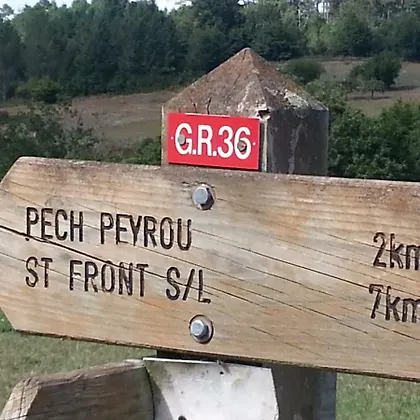 G.R.36
PECH PEYROU 2km
ST FRONT S/L 7km